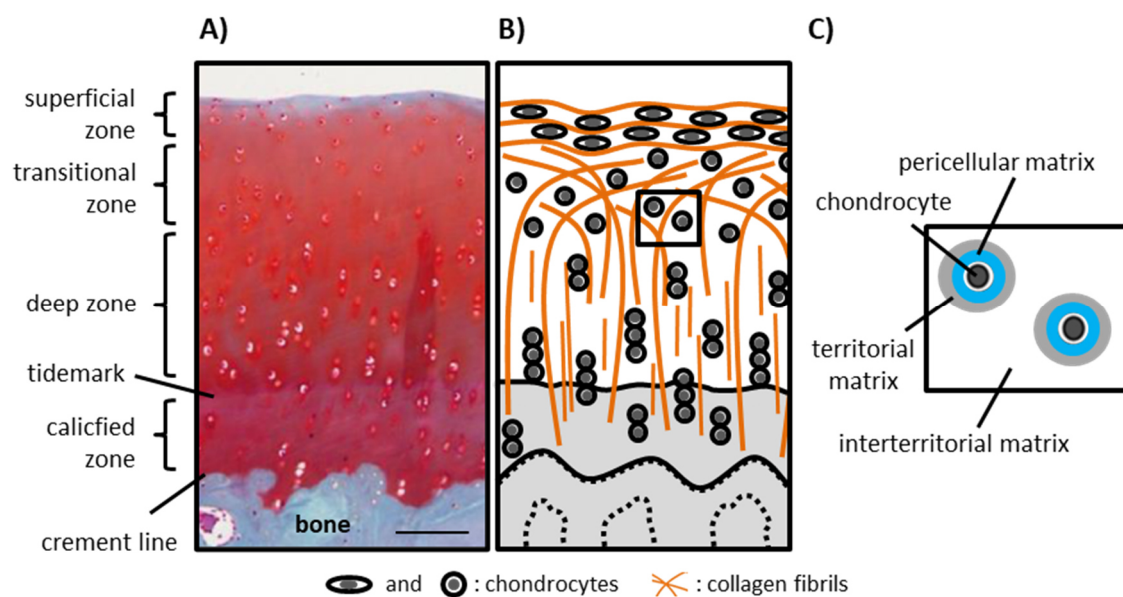 A)
B)
C)
superficial
zone
transitional
zone
deep zone
tidemark
calicfied
zone
crement line
bone
pericellular matrix
chondrocyte
territorial
matrix
interterritorial matrix
and : chondrocytes : collagen fibrils